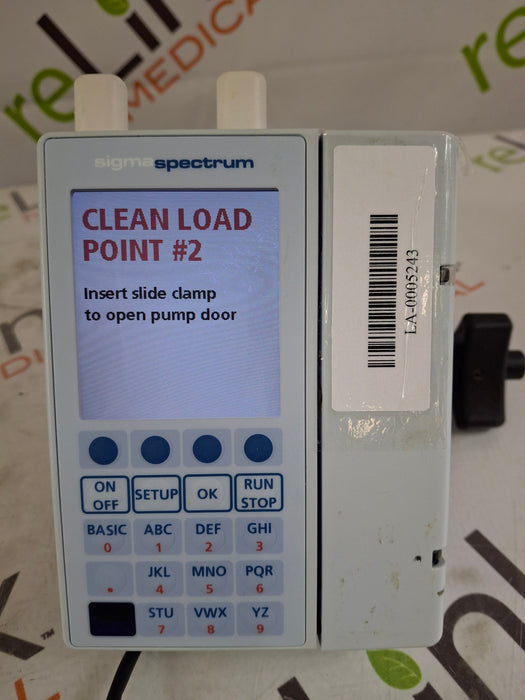 reLink
MEDICAL
sigmaspectrum
CLEAN LOAD
POINT #2
Insert slide clamp
to open pump door
LA-0005243
ON
OFF
SETUP
OK
RUN
STOP
BASIC
0
ABC
1
DEF
2
GHI
3
.
JKL
4
MNO
5
PQR
6
STU
7
VWX
8
YZ
9